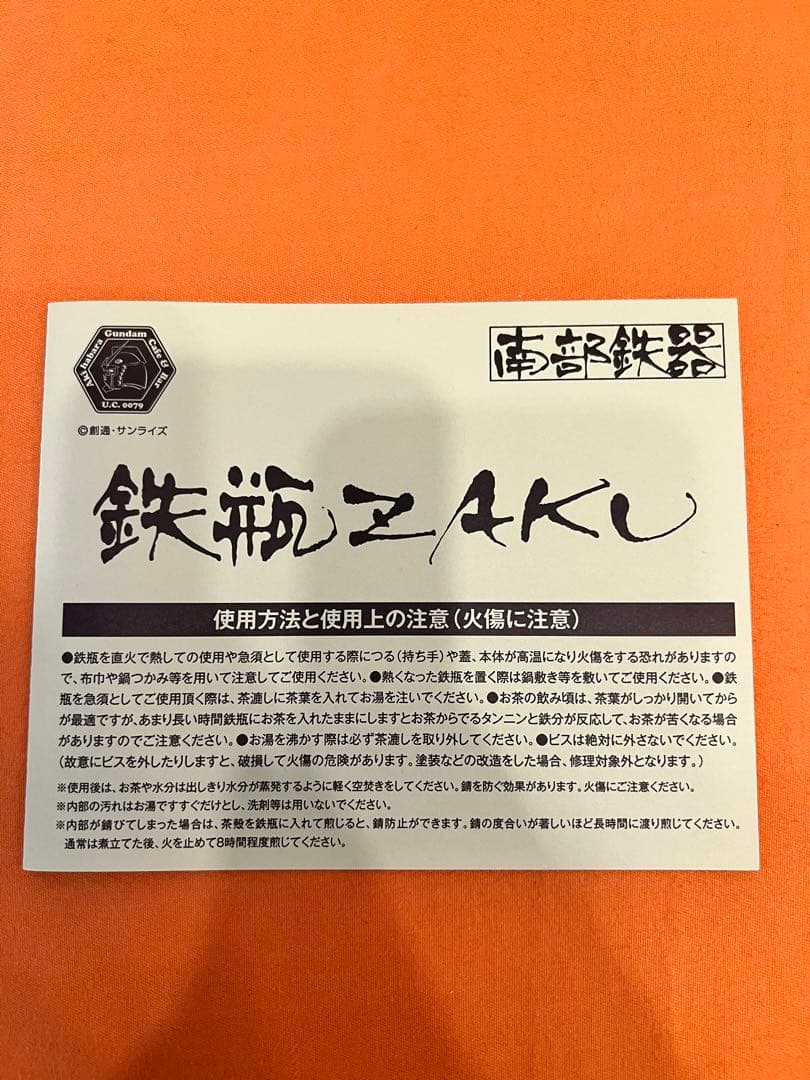 Akihabara Gundam Cafe & Bar
U.C. 0079
©創通・サンライズ
南部鉄器
鉄瓶ZAKU
使用方法と使用上の注意(火傷に注意)
●鉄瓶を直火で熱しての使用や急須として使用する際につる(持ち手)や蓋、本体が高温になり火傷をする恐れがありますの
で、布巾や鍋つかみ等を用いて注意してご使用ください。●熱くなった鉄瓶を置く際は鍋敷き等を敷いてご使用ください。●鉄
瓶を急須としてご使用頂く際は、茶漉しに茶葉を入れてお湯を注いでください。●お茶の飲み頃は、茶葉がしっかり開いてから
が最適ですが、あまり長い時間鉄瓶にお茶を入れたままにしますとお茶からでるタンニンと鉄分が反応して、お茶が苦くなる場合
がありますのでご注意ください。●お湯を沸かす際は必ず茶漉しを取り外してください。●ビスは絶対に外さないでください。
(故意にビスを外したりしますと、破損して火傷の危険があります。塗装などの改造をした場合、修理対象外となります。)
※使用後は、お茶や水分は出しきり水分が蒸発するように軽く空焚きをしてください。錆を防ぐ効果があります。火傷にご注意ください。
※内部の汚れはお湯ですすぐだけとし、洗剤等は用いないでください。
※内部が錆びてしまった場合は、茶殻を鉄瓶に入れて煎じると、錆防止ができます。錆の度合いが著しいほど長時間に渡り煎じてください。
通常は煮立てた後、火を止めて8時間程度煎じてください。